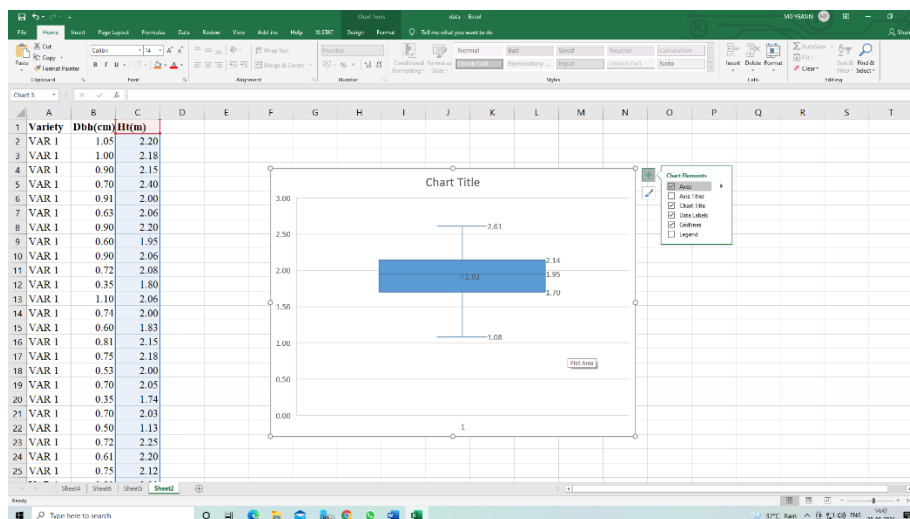 Chart Tools
data - Excel
MD YEASIN
File Home Insert Page Layout Formulas Data Review View Add-ins Help XLSTAT Design Format Tell me what you want to do
Cut
Copy
Format Painter
Paste
Calibri 14
B I U
Wrap Text
Merge & Center
Number
Conditional Formatting
Format as Table
Normal Bad Good Neutral Calculation
Check Cell Explanatory ... Input Linked Cell Note
Insert Delete Format
AutoSum
Fill
Clear
Sort & Filter
Find & Select
Clipboard Font Alignment Number Styles Cells Editing
Chart 3 fx
A B C D E F G H I J K L M N O P Q R S T
1 Variety Dbh(cm) Ht(m)
2 VAR 1 1.05 2.20
3 VAR 1 1.00 2.18
4 VAR 1 0.90 2.15
5 VAR 1 0.70 2.40
6 VAR 1 0.91 2.00
7 VAR 1 0.63 2.06
8 VAR 1 0.90 2.20
9 VAR 1 0.60 1.95
10 VAR 1 0.90 2.06
11 VAR 1 0.72 2.08
12 VAR 1 0.35 1.80
13 VAR 1 1.10 2.06
14 VAR 1 0.74 2.00
15 VAR 1 0.60 1.83
16 VAR 1 0.81 2.15
17 VAR 1 0.75 2.18
18 VAR 1 0.53 2.00
19 VAR 1 0.70 2.05
20 VAR 1 0.35 1.74
21 VAR 1 0.70 2.03
22 VAR 1 0.50 1.13
23 VAR 1 0.72 2.25
24 VAR 1 0.61 2.20
25 VAR 1 0.75 2.12
Chart Title
3.00
2.50
2.00
1.50
1.00
0.50
0.00
2.61
2.14
1.95
1.92
1.70
1.08
1
Plot Area
Chart Elements
Axes
Axis Titles
Chart Title
Data Labels
Gridlines
Legend
Sheet4 Sheet6 Sheet5 Sheet2
Ready
Type here to search
32°C Rain
ENG
14:42